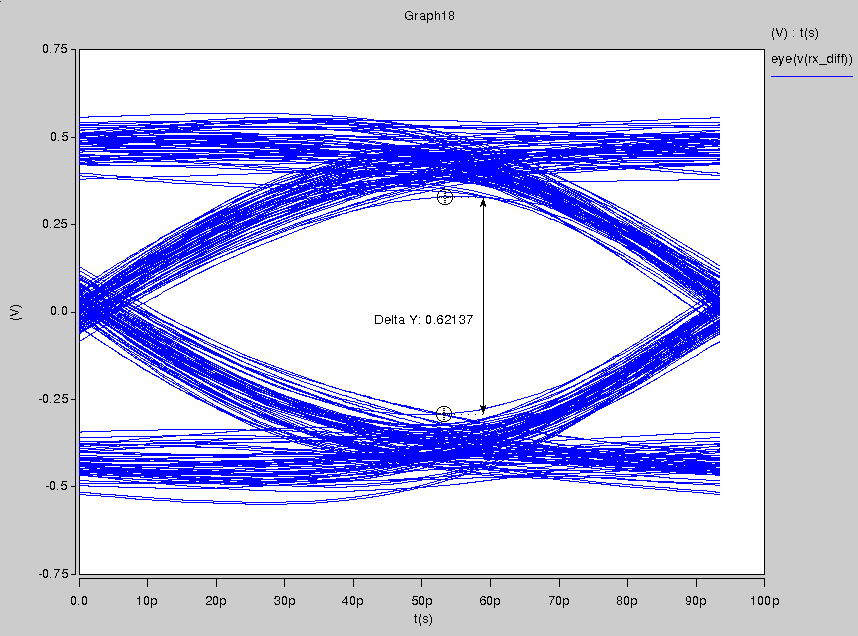 Graph18
(V) : t(s)
eye(v(rx_diff))
0.75
0.5
0.25
0.0
-0.25
-0.5
-0.75
(V)
Delta Y: 0.62137
0.0 10p 20p 30p 40p 50p 60p 70p 80p 90p 100p
t(s)